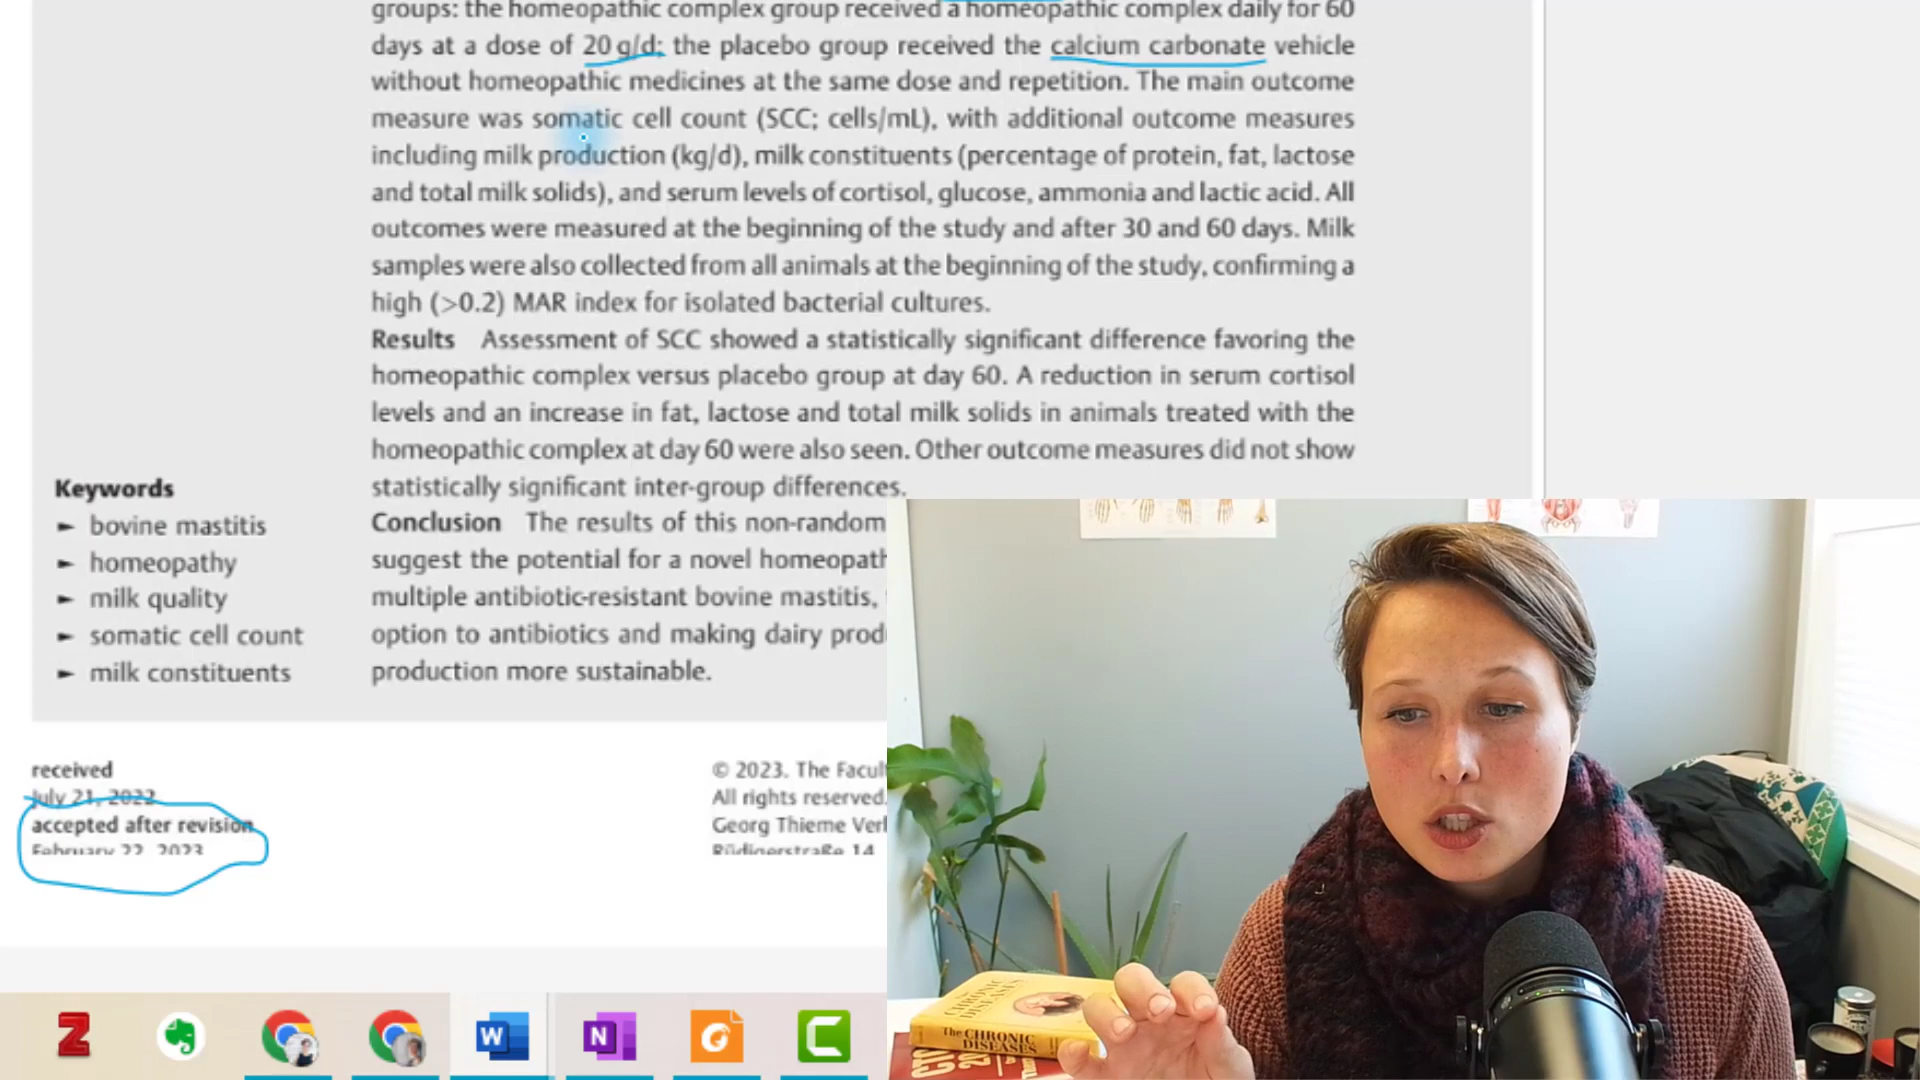 groups: the homeopathic complex group received a homeopathic complex daily for 60
days at a dose of 20 g/d; the placebo group received the calcium carbonate vehicle
without homeopathic medicines at the same dose and repetition. The main outcome
measure was somatic cell count (SCC; cells/mL), with additional outcome measures
including milk production (kg/d), milk constituents (percentage of protein, fat, lactose
and total milk solids), and serum levels of cortisol, glucose, ammonia and lactic acid. All
outcomes were measured at the beginning of the study and after 30 and 60 days. Milk
samples were also collected from all animals at the beginning of the study, confirming a
high (>0.2) MAR index for isolated bacterial cultures.
Results Assessment of SCC showed a statistically significant difference favoring the
homeopathic complex versus placebo group at day 60. A reduction in serum cortisol
levels and an increase in fat, lactose and total milk solids in animals treated with the
homeopathic complex at day 60 were also seen. Other outcome measures did not show
statistically significant inter-group differences.
Conclusion The results of this non-random
suggest the potential for a novel homeopath
multiple antibiotic-resistant bovine mastitis,
option to antibiotics and making dairy prod
production more sustainable.
Keywords
► bovine mastitis
► homeopathy
► milk quality
► somatic cell count
► milk constituents
received
July 21, 2022
accepted after revision
February 22, 2023
© 2023. The Facul
All rights reserved.
Georg Thieme Verl
Rüdigerstraße 14
Z
W
N
C
CHRONIC
DISEASES
The CHRONIC
DISEASES